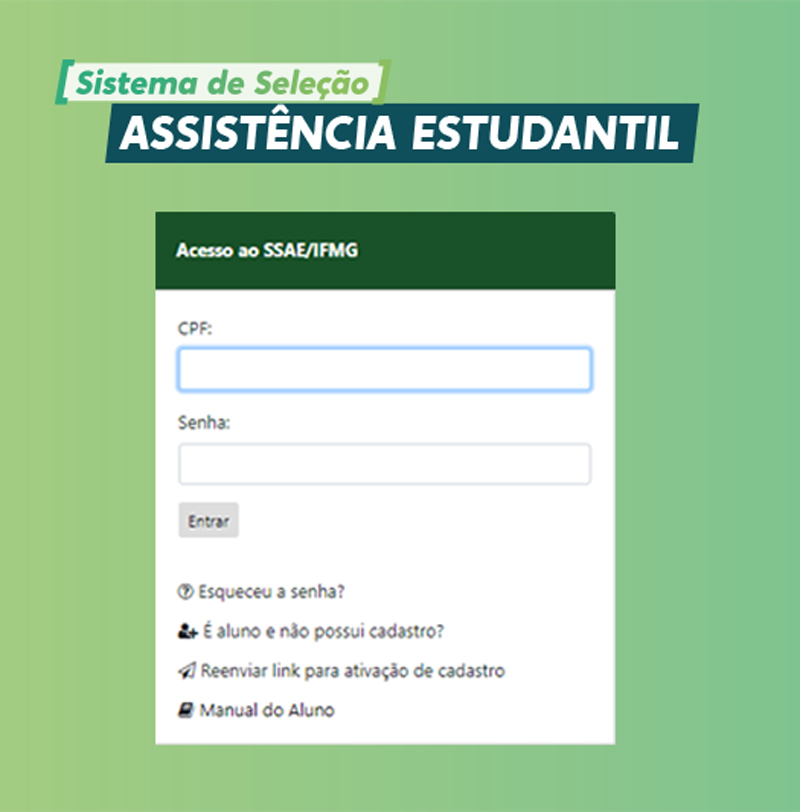 Sistema de Seleção
ASSISTÊNCIA ESTUDANTIL
Acesso ao SSAE/IFMG
CPF:
Senha:
Entrar
Esqueceu a senha?
É aluno e não possui cadastro?
Reenviar link para ativação de cadastro
Manual do Aluno